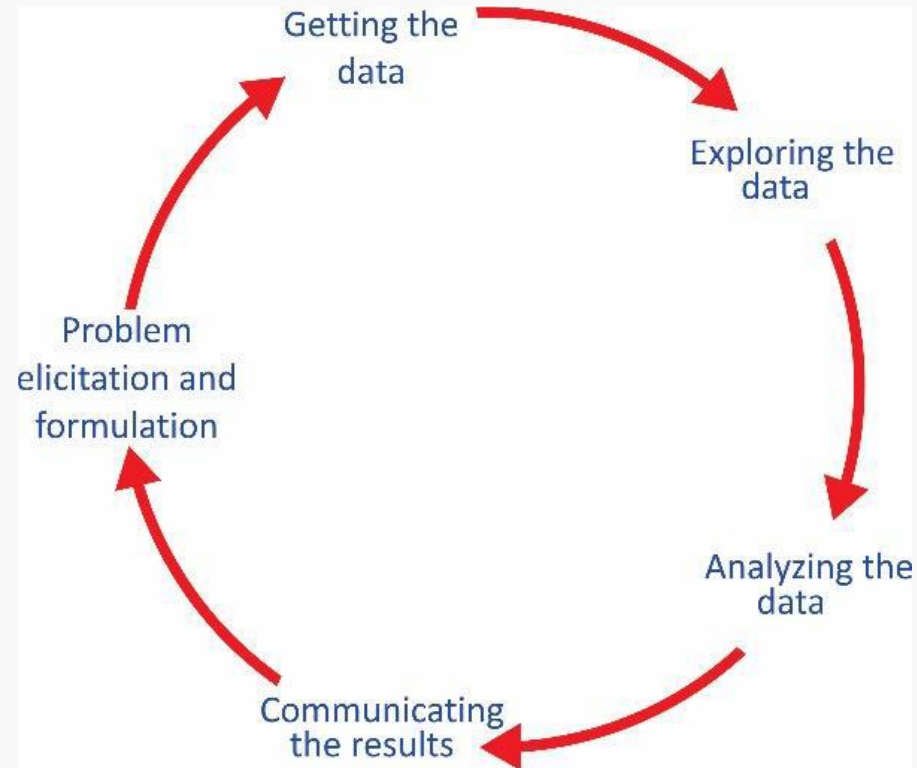 Getting the
data
Exploring the
data
Problem
elicitation and
formulation
Analyzing the
data
Communicating
the results